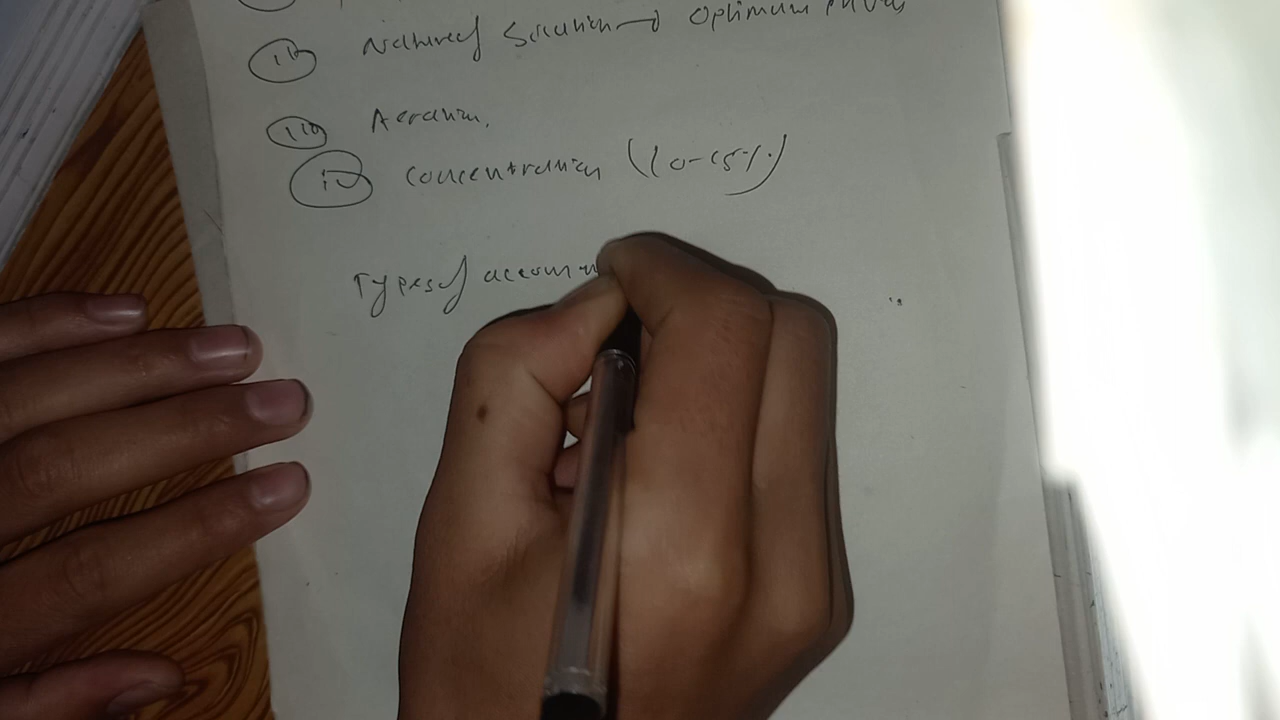 ii) Nature of Solution → Optimum
iii) Aeration.
iv) Concentration (10-15%)
Types of